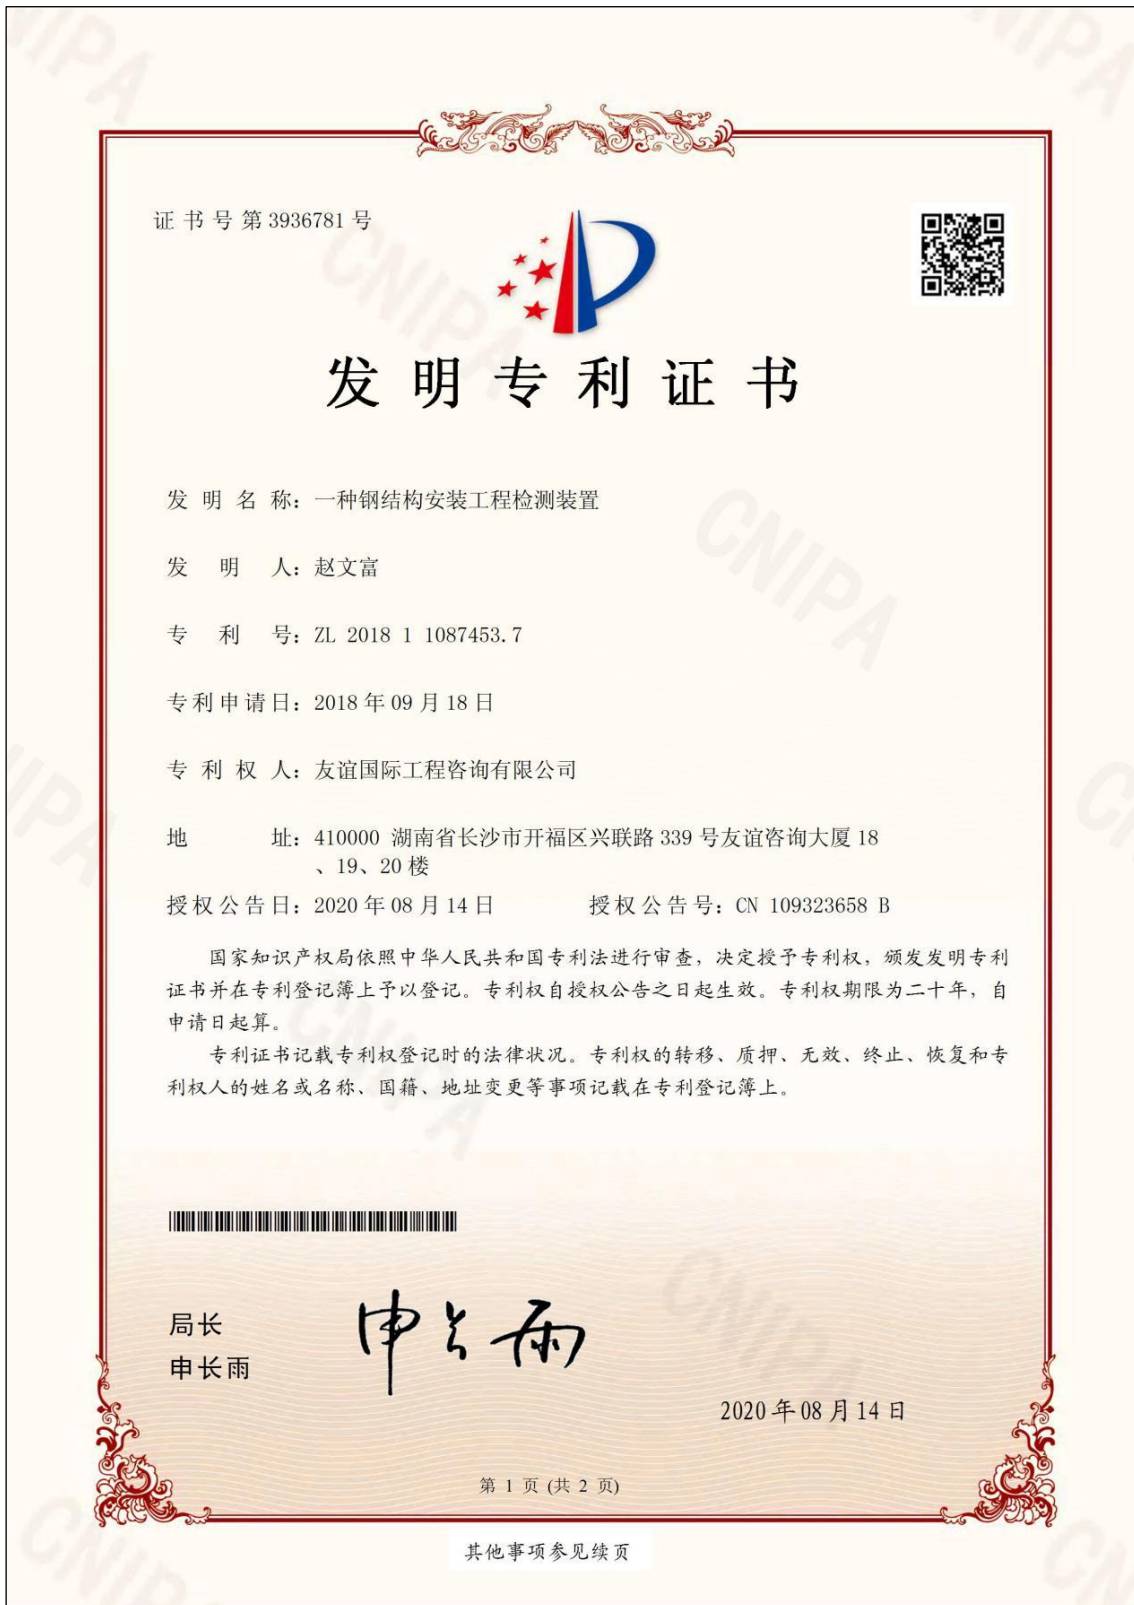 证书号第3936781号
发明专利证书
发明名称：一种钢结构安装工程检测装置
发明人：赵文富
专利号：ZL 2018 1 1087453.7
专利申请日：2018年09月18日
专利权人：友谊国际工程咨询有限公司
地址：410000 湖南省长沙市开福区兴联路339号友谊咨询大厦18
、19、20楼
授权公告日：2020年08月14日 授权公告号：CN 109323658 B
国家知识产权局依照中华人民共和国专利法进行审查，决定授予专利权，颁发发明专利
证书并在专利登记簿上予以登记。专利权自授权公告之日起生效。专利权期限为二十年，自
申请日起算。
专利证书记载专利权登记时的法律状况。专利权的转移、质押、无效、终止、恢复和专
利权人的姓名或名称、国籍、地址变更等事项记载在专利登记簿上。
局长
申长雨
申长雨
2020年08月14日
第 1 页 (共 2 页)
其他事项参见续页
CNIPA
CNIPA
CNIPA
CNIPA
CNIPA
CNIPA
CNIPA